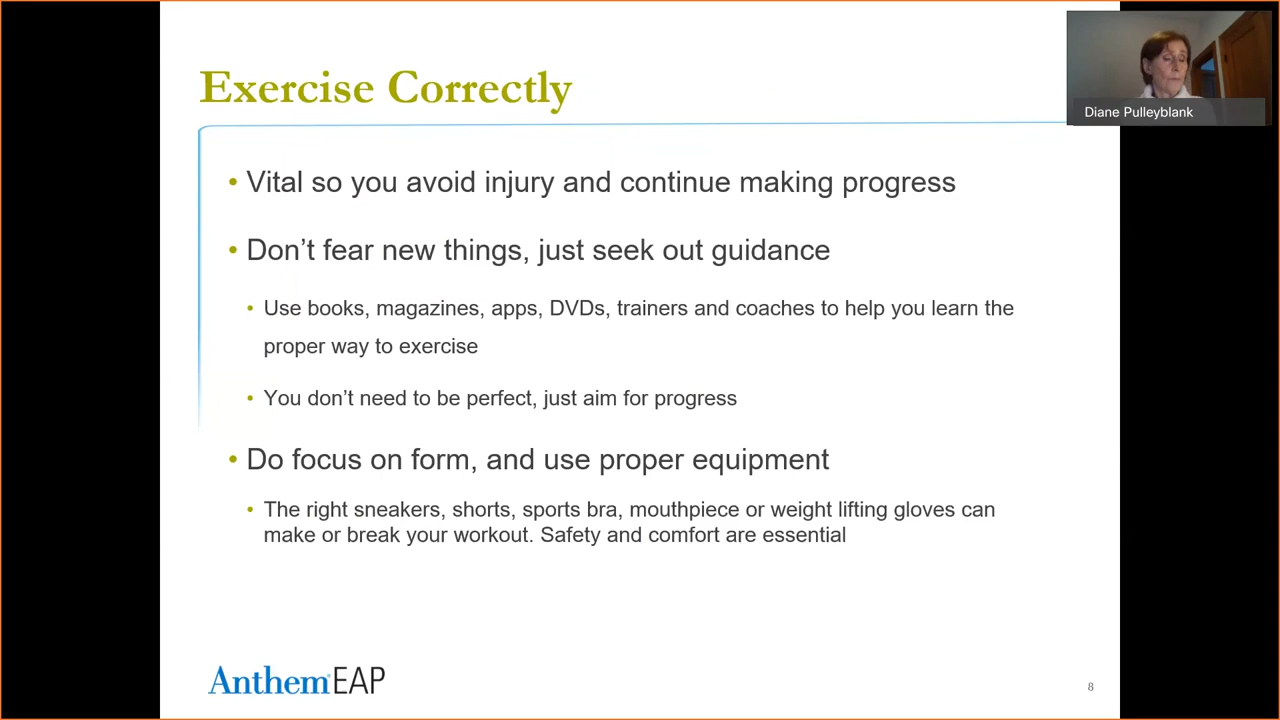 Exercise Correctly
Diane Pulleyblank
• Vital so you avoid injury and continue making progress
• Don’t fear new things, just seek out guidance
• Use books, magazines, apps, DVDs, trainers and coaches to help you learn the
proper way to exercise
• You don’t need to be perfect, just aim for progress
• Do focus on form, and use proper equipment
• The right sneakers, shorts, sports bra, mouthpiece or weight lifting gloves can
make or break your workout. Safety and comfort are essential
Anthem EAP
8